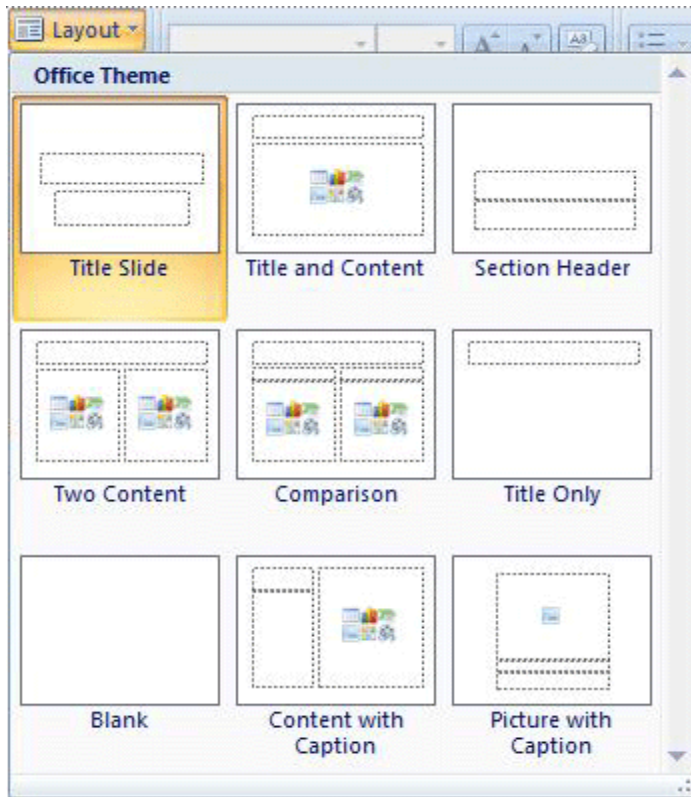 Layout
A A Aa
Office Theme
Title Slide
Title and Content
Section Header
Two Content
Comparison
Title Only
Blank
Content with
Caption
Picture with
Caption